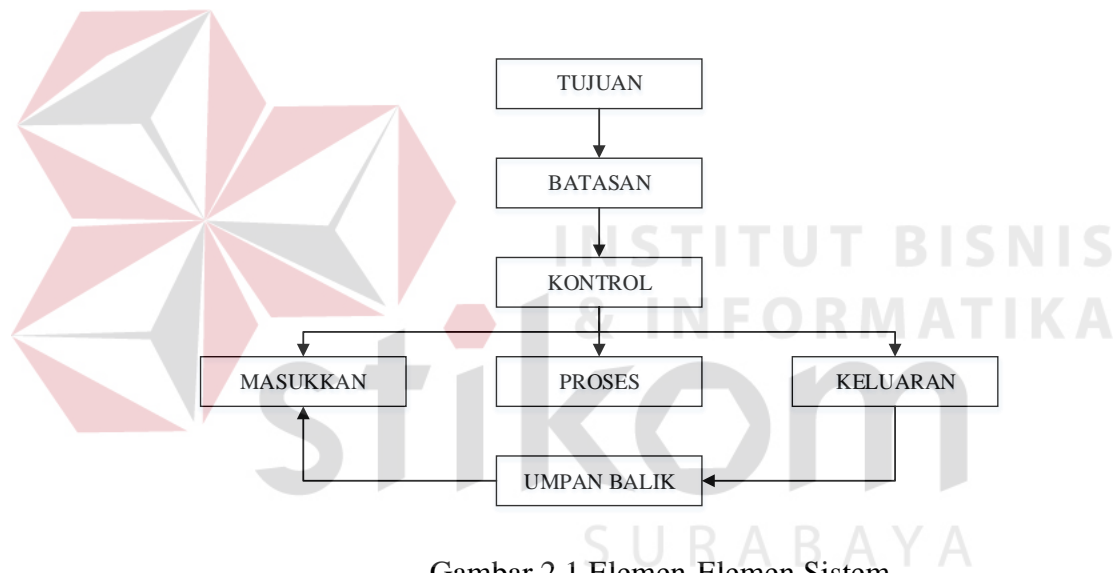 TUJUAN
BATASAN
INSTITUT BISNIS
KONTROL
& INFORMATIKA
MASUKKAN PROSES KELUARAN
stikom
UMPAN BALIK
SURABAYA
Gambar 2.1 Elemen-Elemen Sistem